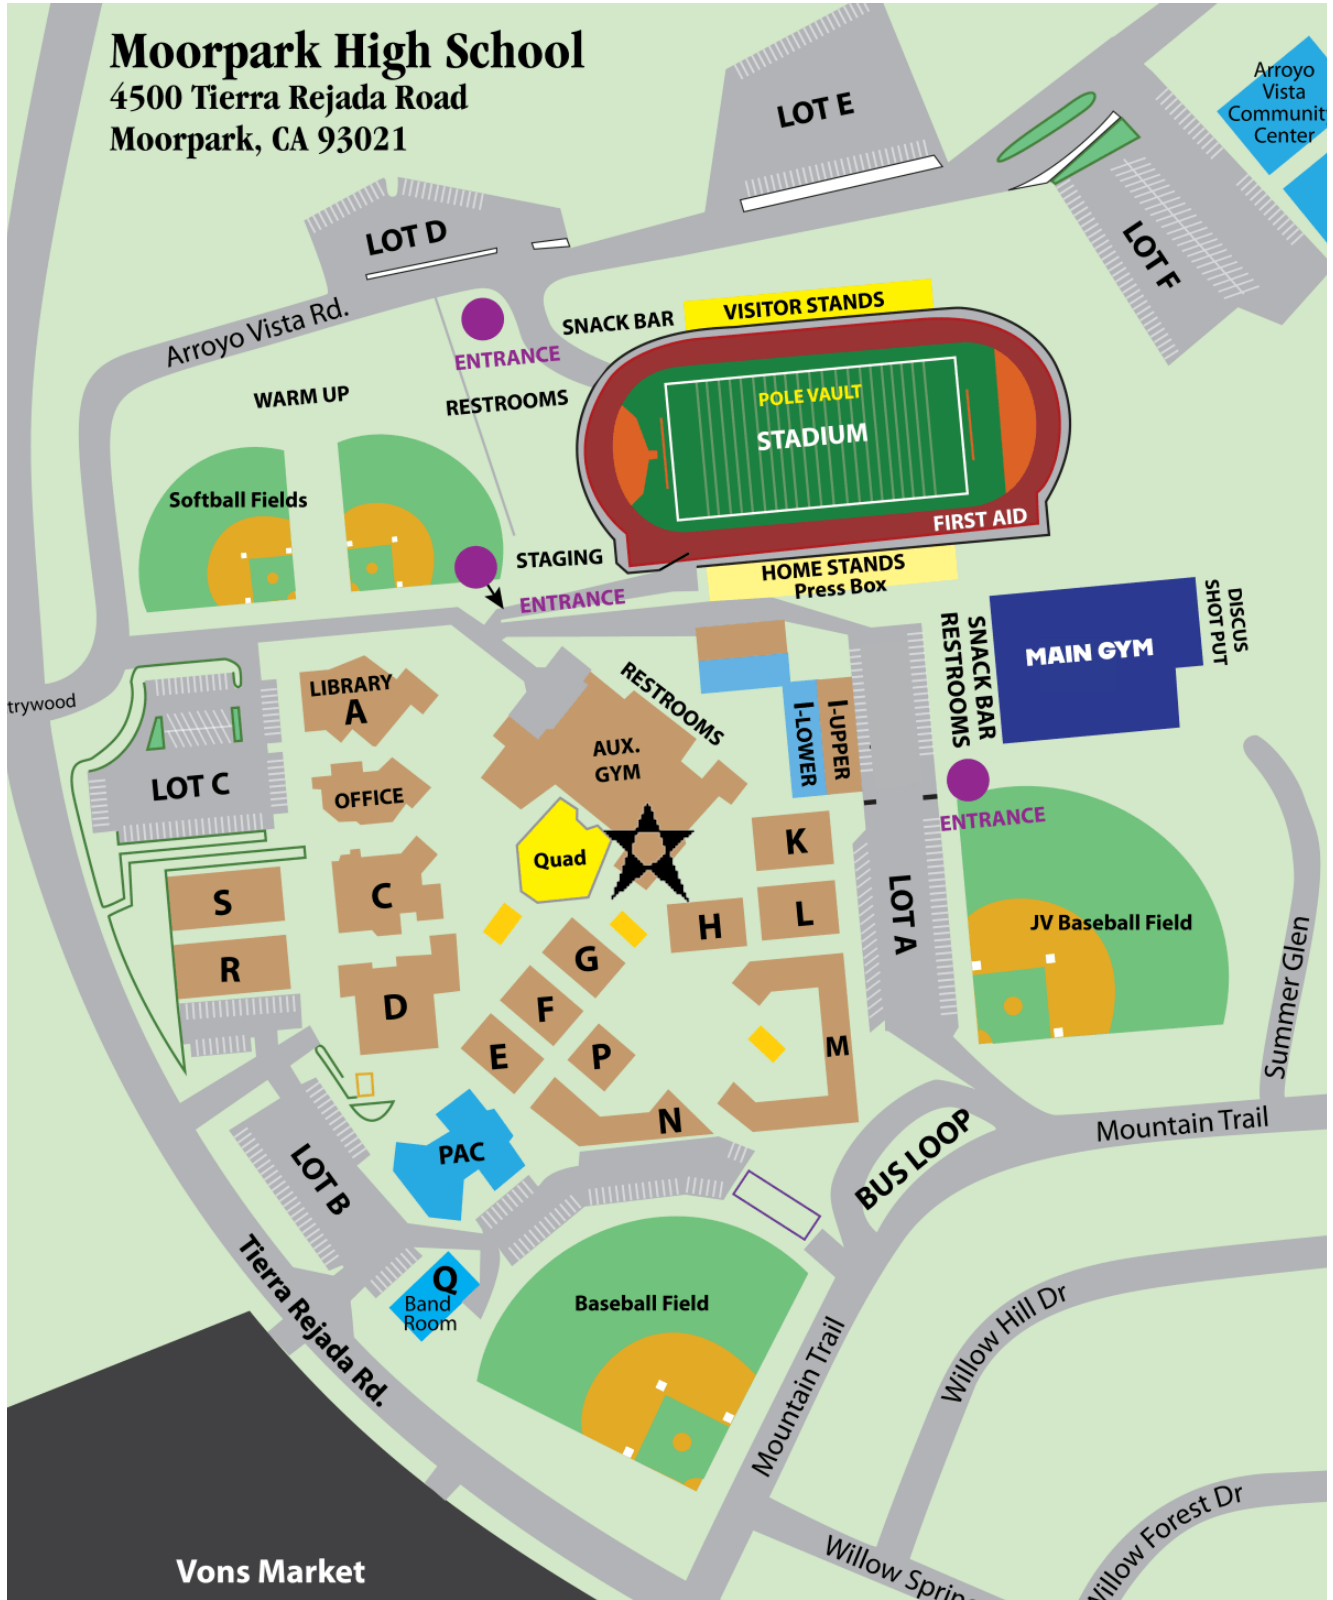 Moorpark High School
4500 Tierra Rejada Road
Moorpark, CA 93021
LOT E
Arroyo
Vista
Communit
Center
LOT D
LOT F
Arroyo Vista Rd.
SNACK BAR
VISITOR STANDS
ENTRANCE
WARM UP
RESTROOMS
POLE VAULT
STADIUM
Softball Fields
FIRST AID
STAGING
HOME STANDS
Press Box
ENTRANCE
DISCUS
SHOT PUT
SNACK BAR
RESTROOMS
MAIN GYM
trywood
LIBRARY
A
RESTROOMS
I-LOWER
I-UPPER
AUX.
GYM
LOT C
OFFICE
ENTRANCE
K
Quad
S
C
L
H
LOT A
JV Baseball Field
R
G
D
F
E
P
M
Summer Glen
N
Mountain Trail
PAC
BUS LOOP
LOT B
Tierra Rejada Rd.
Q
Band
Room
Baseball Field
Willow Hill Dr
Mountain Trail
Willow Forest Dr
Willow Spring
Vons Market